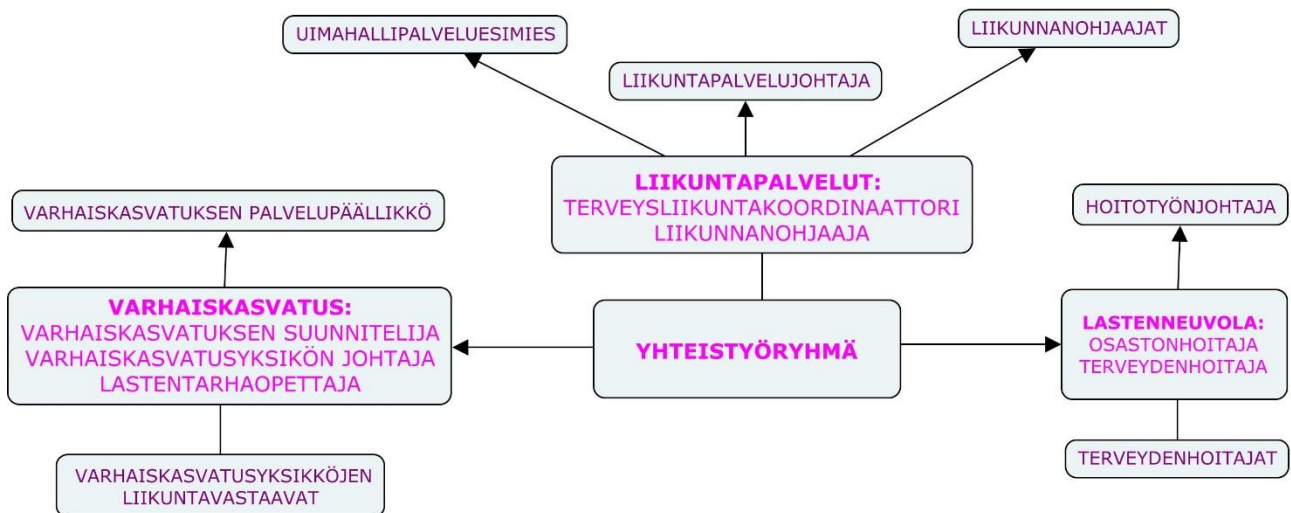 UIMAHALLIPALVELUESIMIES
LIIKUNNANOHJAAJAT
LIIKUNTAPALVELUJOHTAJA
LIIKUNTAPALVELUT:
TERVEYSLIIKUNTAKOORDINAATTORI
LIIKUNNANOHJAAJA
VARHAISKASVATUKSEN PALVELUPÄÄLLIKKÖ
HOITOTYÖNJOHTAJA
VARHAISKASVATUS:
VARHAISKASVATUKSEN SUUNNITELIJA
VARHAISKASVATUSYKSIKÖN JOHTAJA
LASTENTARHAOPETTAJA
YHTEISTYÖRYHMÄ
LASTENNEUVOLA:
OSASTONHOITAJA
TERVEYDENHOITAJA
VARHAISKASVATUSYKSIKKÖJEN
LIIKUNTAVASTAAVAT
TERVEYDENHOITAJAT